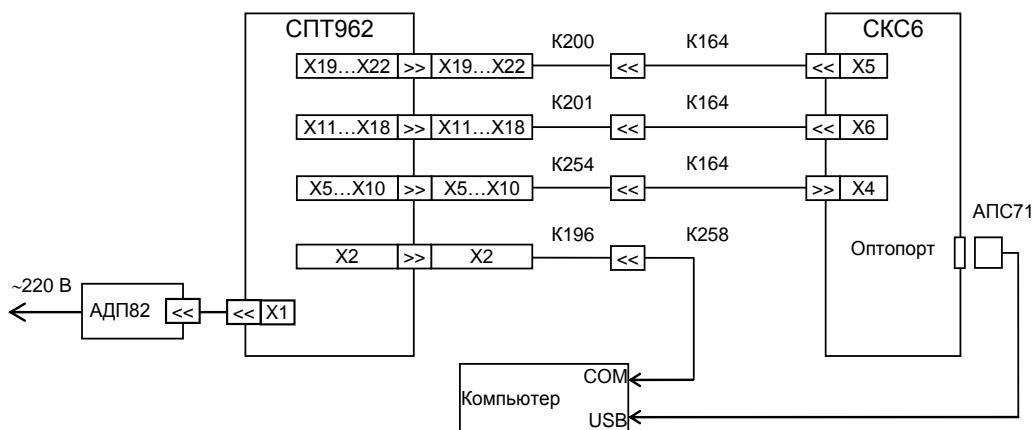 СПТ962
СКС6
К200
К164
X19…X22 >> X19…X22 << << X5
К201
К164
X11…X18 >> X11…X18 << << X6
К254
К164
X5…X10 >> X5…X10 << >> X4
АПС71
К196
К258
Оптопорт
X2 >> X2 <<
~220 В
АДП82 << << X1
COM
Компьютер
USB